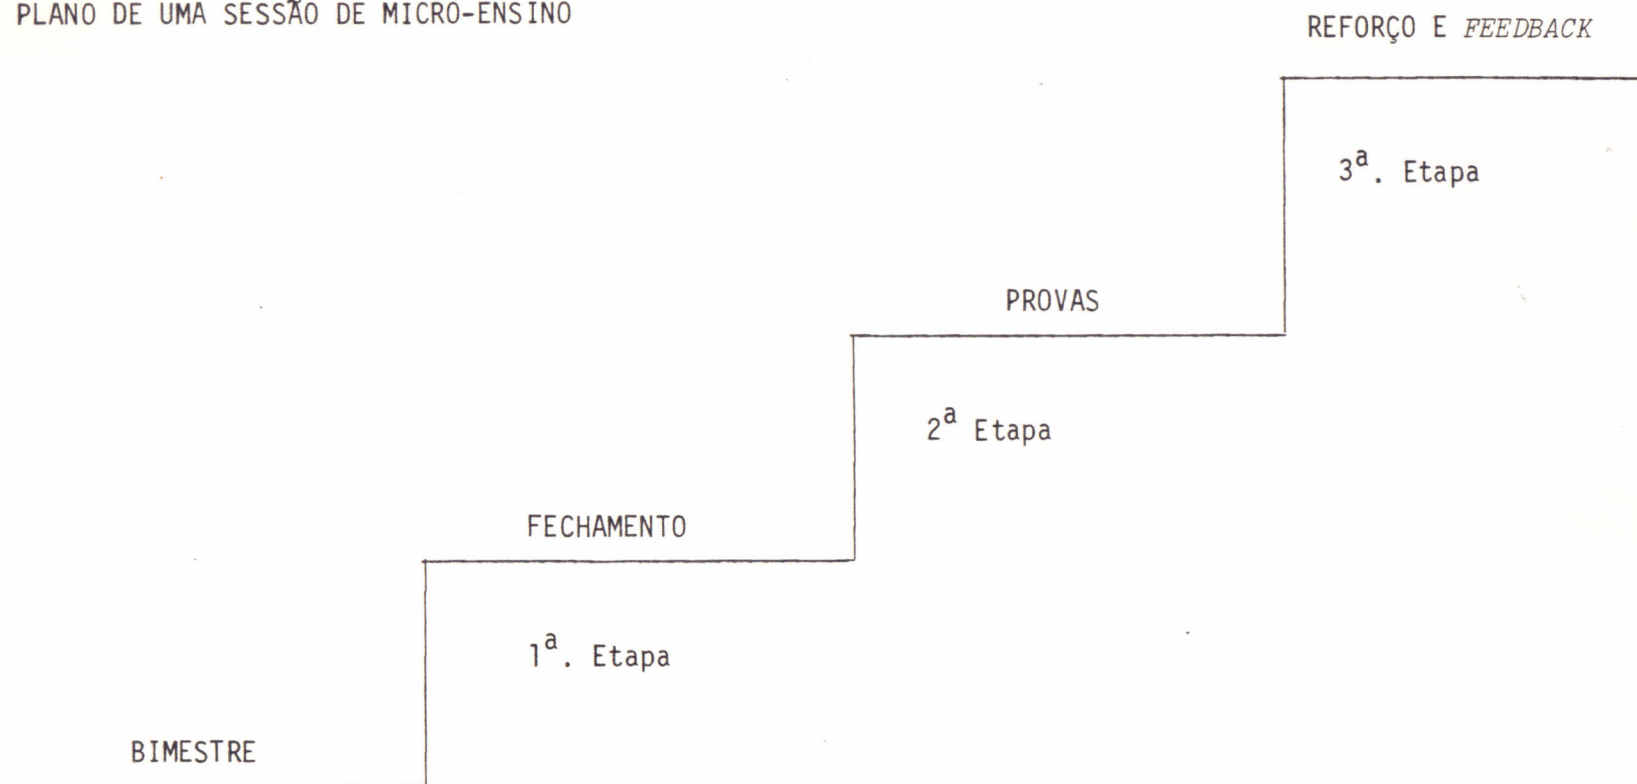 PLANO DE UMA SESSÃO DE MICRO-ENSINO
REFORÇO E FEEDBACK
3ª. Etapa
PROVAS
2ª Etapa
FECHAMENTO
1ª. Etapa
BIMESTRE